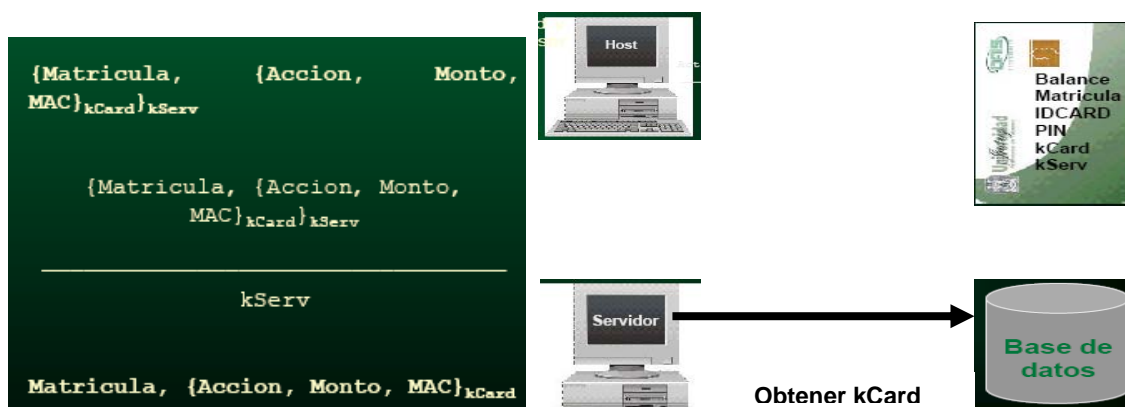 {Matricula, {Accion, Monto,
MAC}kCard}kServ
{Matricula, {Accion, Monto,
MAC}kCard}kServ
kServ
Matricula, {Accion, Monto, MAC}kCard
Host
Servidor
Obtener kCard
Balance
Matricula
IDCARD
PIN
kCard
kServ
Base de
datos